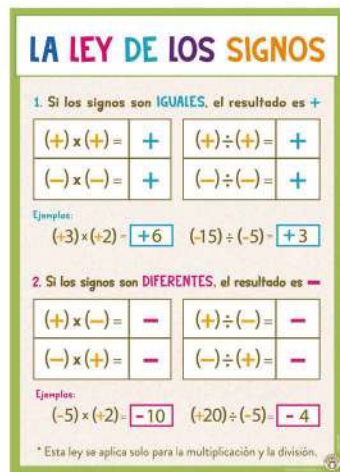 LA LEY DE LOS SIGNOS
1. Si los signos son IGUALES, el resultado es +
(+) x (+) = +
(+) ÷ (+) = +
(−) x (−) = +
(−) ÷ (−) = +
Ejemplos:
(+3) x (+2) = +6
(-15) ÷ (-5) = +3
2. Si los signos son DIFERENTES, el resultado es −
(+) x (−) = −
(+) ÷ (−) = −
(−) x (+) = −
(−) ÷ (+) = −
Ejemplos:
(-5) x (+2) = -10
(+20) ÷ (-5) = - 4
* Esta ley se aplica solo para la multiplicación y la división.